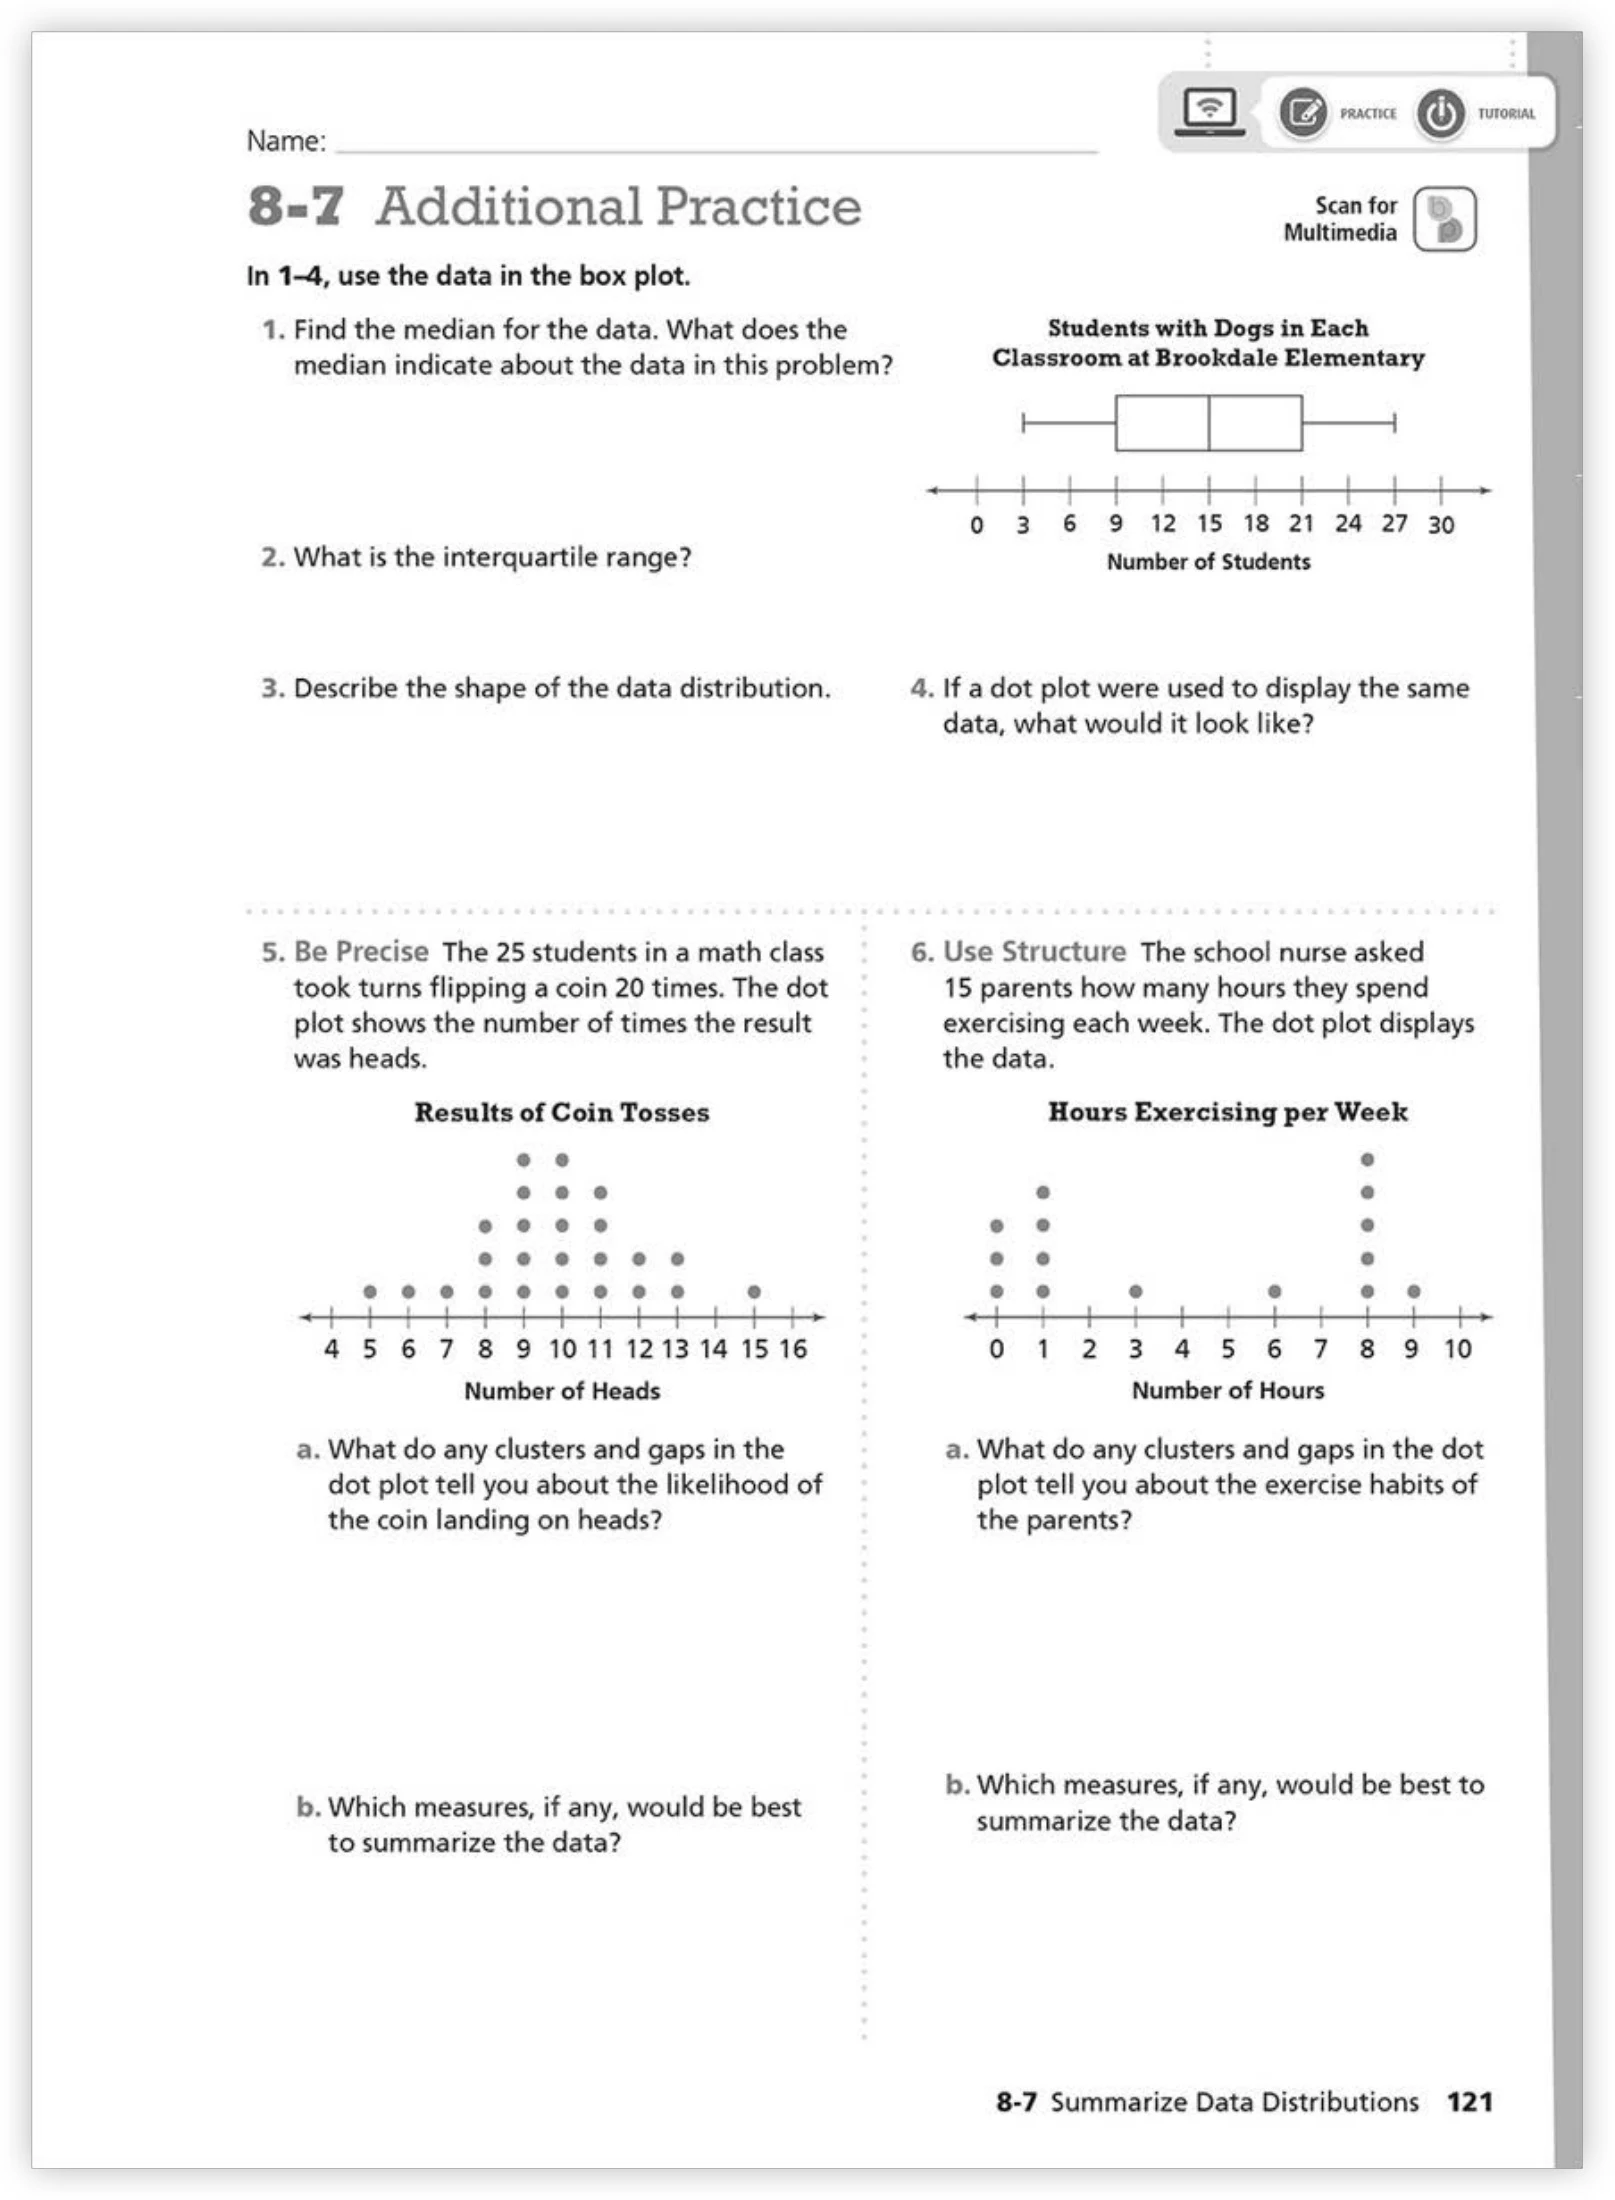 PRACTICE
TUTORIAL
Name:
8-7 Additional Practice
Scan for
Multimedia
In 1–4, use the data in the box plot.
1. Find the median for the data. What does the
median indicate about the data in this problem?
Students with Dogs in Each
Classroom at Brookdale Elementary
0 3 6 9 12 15 18 21 24 27 30
Number of Students
2. What is the interquartile range?
3. Describe the shape of the data distribution.
4. If a dot plot were used to display the same
data, what would it look like?
5. Be Precise The 25 students in a math class
took turns flipping a coin 20 times. The dot
plot shows the number of times the result
was heads.
Results of Coin Tosses
4 5 6 7 8 9 10 11 12 13 14 15 16
Number of Heads
a. What do any clusters and gaps in the
dot plot tell you about the likelihood of
the coin landing on heads?
b. Which measures, if any, would be best
to summarize the data?
6. Use Structure The school nurse asked
15 parents how many hours they spend
exercising each week. The dot plot displays
the data.
Hours Exercising per Week
0 1 2 3 4 5 6 7 8 9 10
Number of Hours
a. What do any clusters and gaps in the dot
plot tell you about the exercise habits of
the parents?
b. Which measures, if any, would be best to
summarize the data?
8-7 Summarize Data Distributions 121